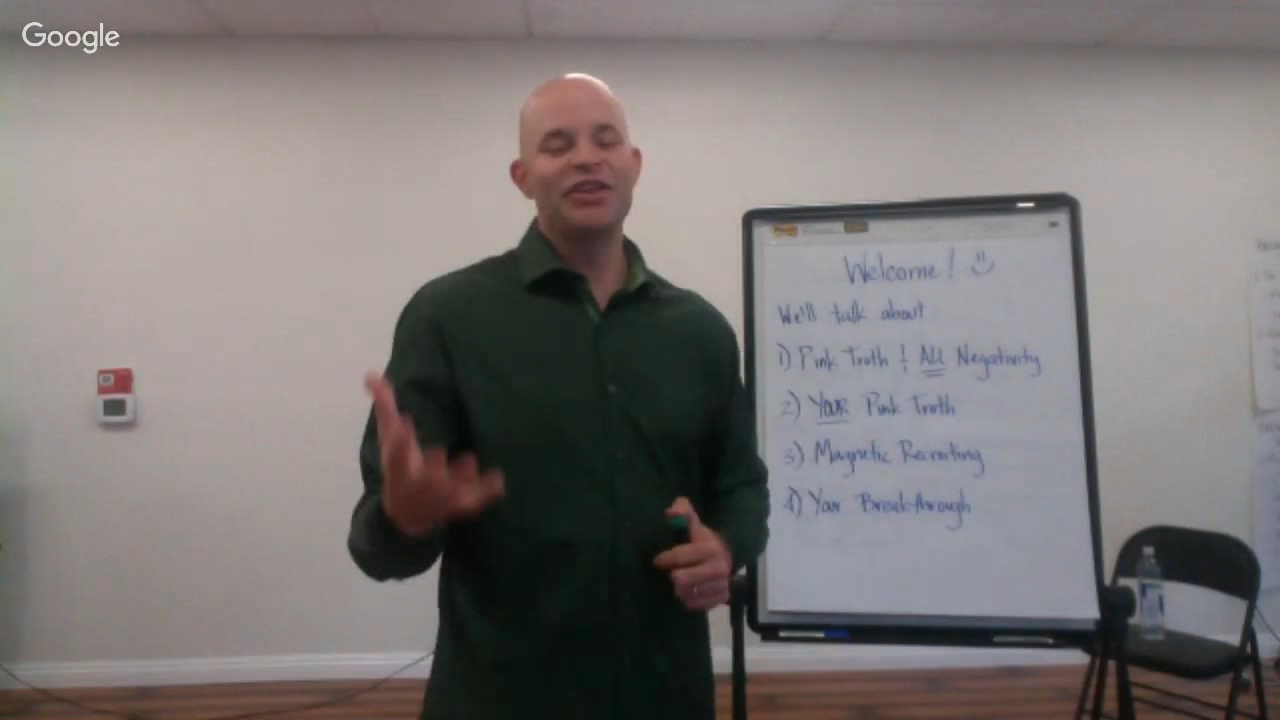 Google
Welcome!
We'll talk about
1) Pink Truth & ALL Negativity
2) YOUR Pink Truth
3) Magnetic Recruiting
4) Your Breakthrough